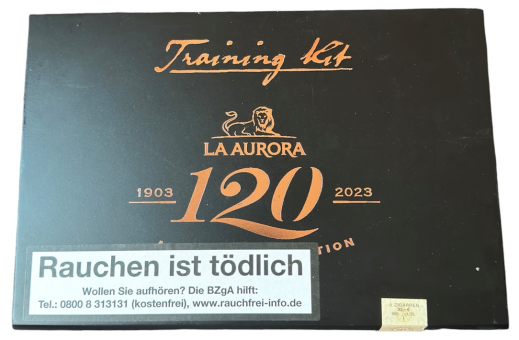 Training Kit
LA AURORA
1903 120 2023
Rauchen ist tödlich
Wollen Sie aufhören? Die BZgA hilft:
Tel.: 0800 8 313131 (kostenfrei), www.rauchfrei-info.de
ZIGARREN